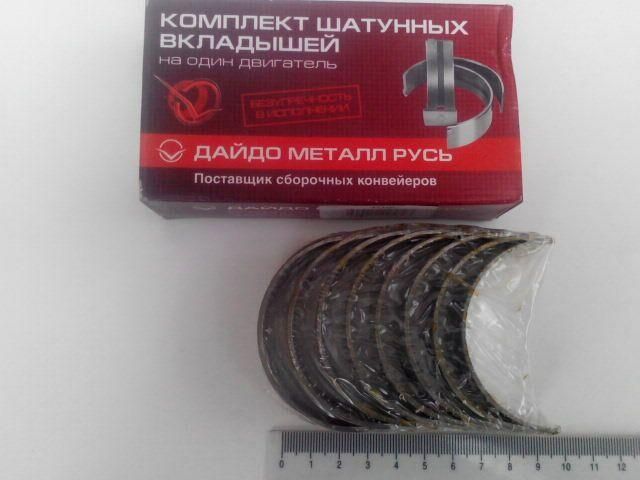 КОМПЛЕКТ ШАТУННЫХ
ВКЛАДЫШЕЙ
на один двигатель
БЕЗУПРЕЧНОСТЬ
В ИСПОЛНЕНИИ
ДАЙДО МЕТАЛЛ РУСЬ
Поставщик сборочных конвейеров
ДАЙДО
0 1 2 3 4 5 6 7 8 9 10 11 12